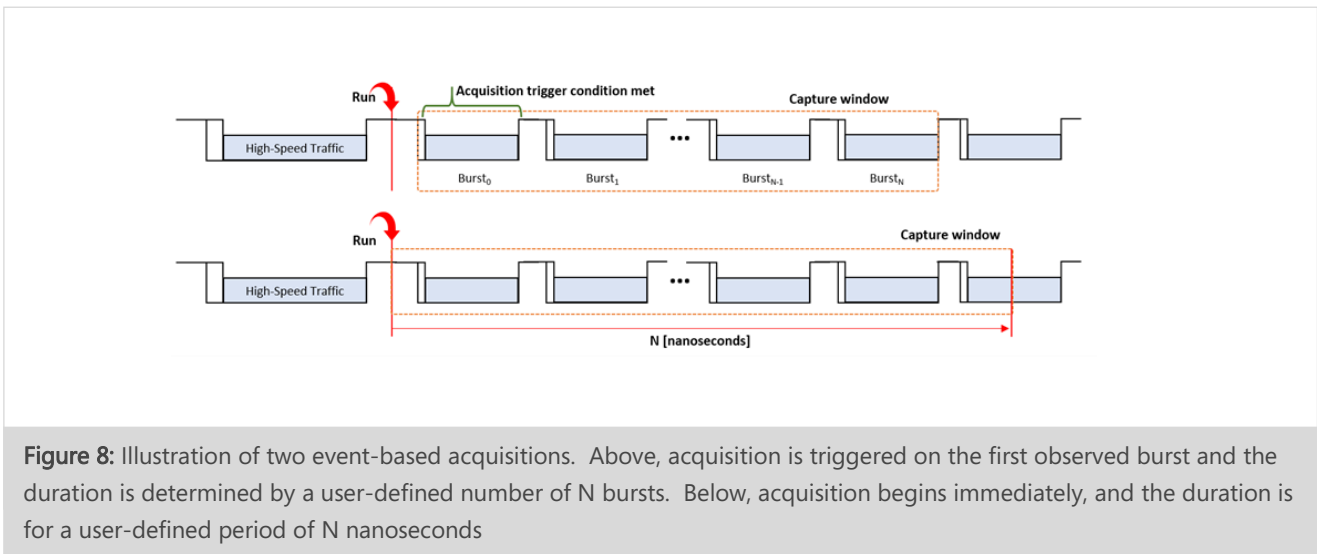 Run
Acquisition trigger condition met
Capture window
High-Speed Traffic
•••
Burst0
Burst1
BurstN-1
BurstN
Run
Capture window
High-Speed Traffic
•••
N [nanoseconds]
Figure 8: Illustration of two event-based acquisitions. Above, acquisition is triggered on the first observed burst and the
duration is determined by a user-defined number of N bursts. Below, acquisition begins immediately, and the duration is
for a user-defined period of N nanoseconds